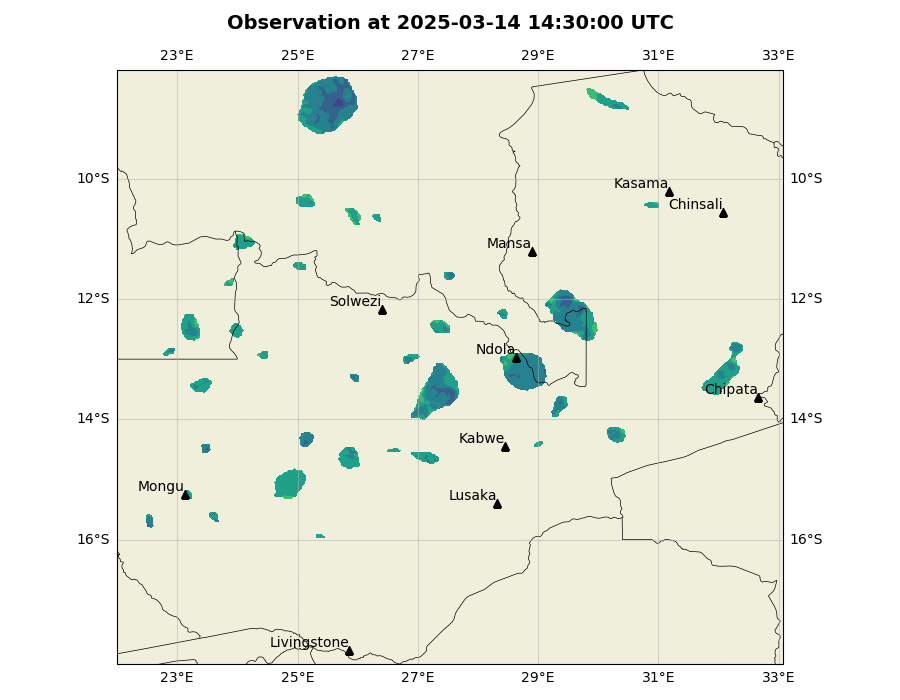 Observation at 2025-03-14 14:30:00 UTC
23°E 25°E 27°E 29°E 31°E 33°E
10°S 10°S
Kasama
Chinsali
Mansa
12°S 12°S
Solwezi
Ndola
Chipata
14°S 14°S
Kabwe
Mongu
Lusaka
16°S 16°S
Livingstone
23°E 25°E 27°E 29°E 31°E 33°E